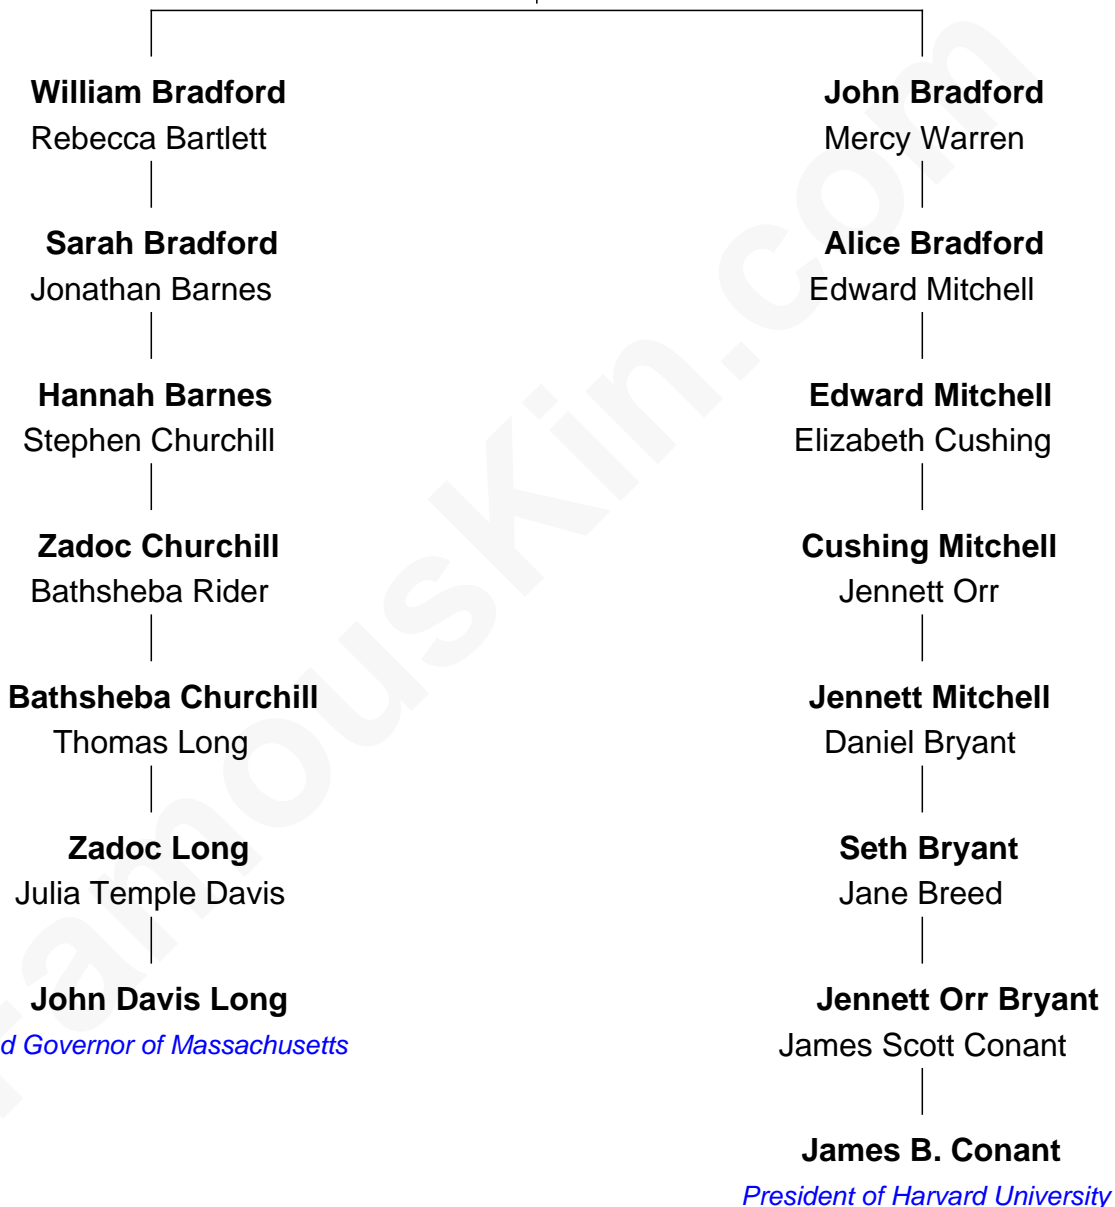 William Bradford
Rebecca Bartlett
Sarah Bradford
Jonathan Barnes
Hannah Barnes
Stephen Churchill
Zadoc Churchill
Bathsheba Rider
Bathsheba Churchill
Thomas Long
Zadoc Long
Julia Temple Davis
John Davis Long
d Governor of Massachusetts
John Bradford
Mercy Warren
Alice Bradford
Edward Mitchell
Edward Mitchell
Elizabeth Cushing
Cushing Mitchell
Jennett Orr
Jennett Mitchell
Daniel Bryant
Seth Bryant
Jane Breed
Jennett Orr Bryant
James Scott Conant
James B. Conant
President of Harvard University
FamousKin.com